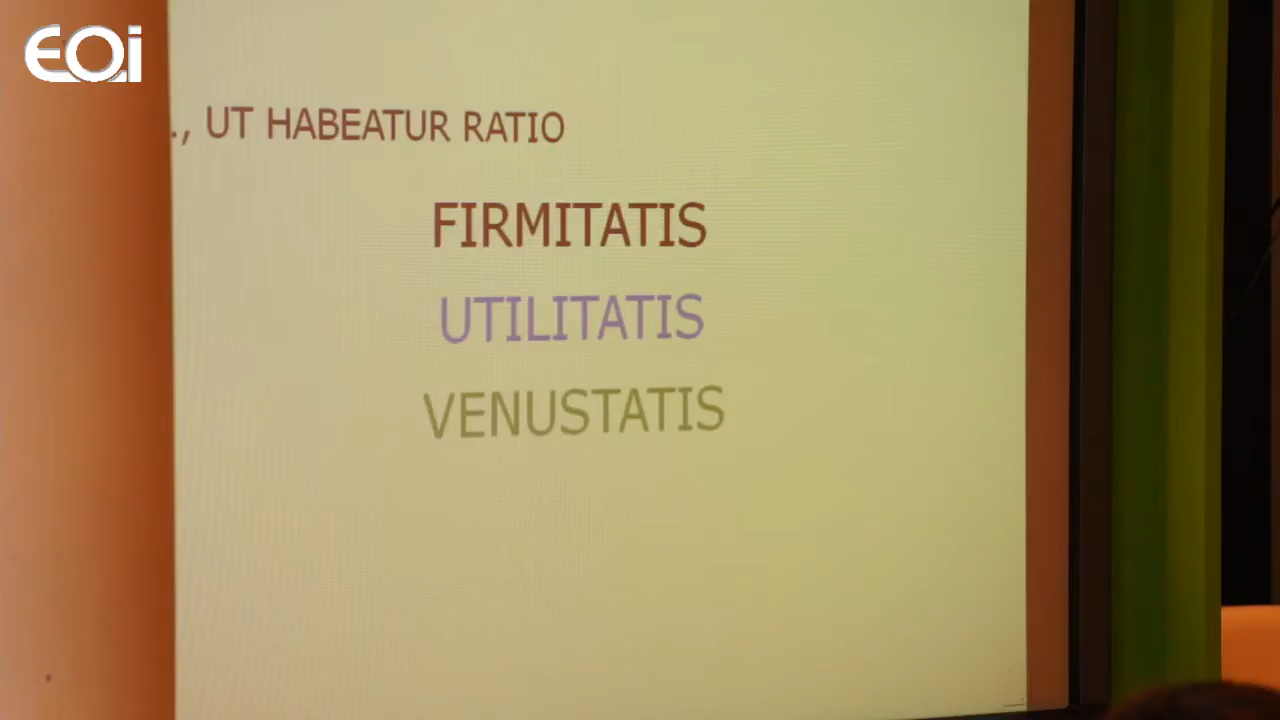 EOi
., UT HABEATUR RATIO
FIRMITATIS
UTILITATIS
VENUSTATIS